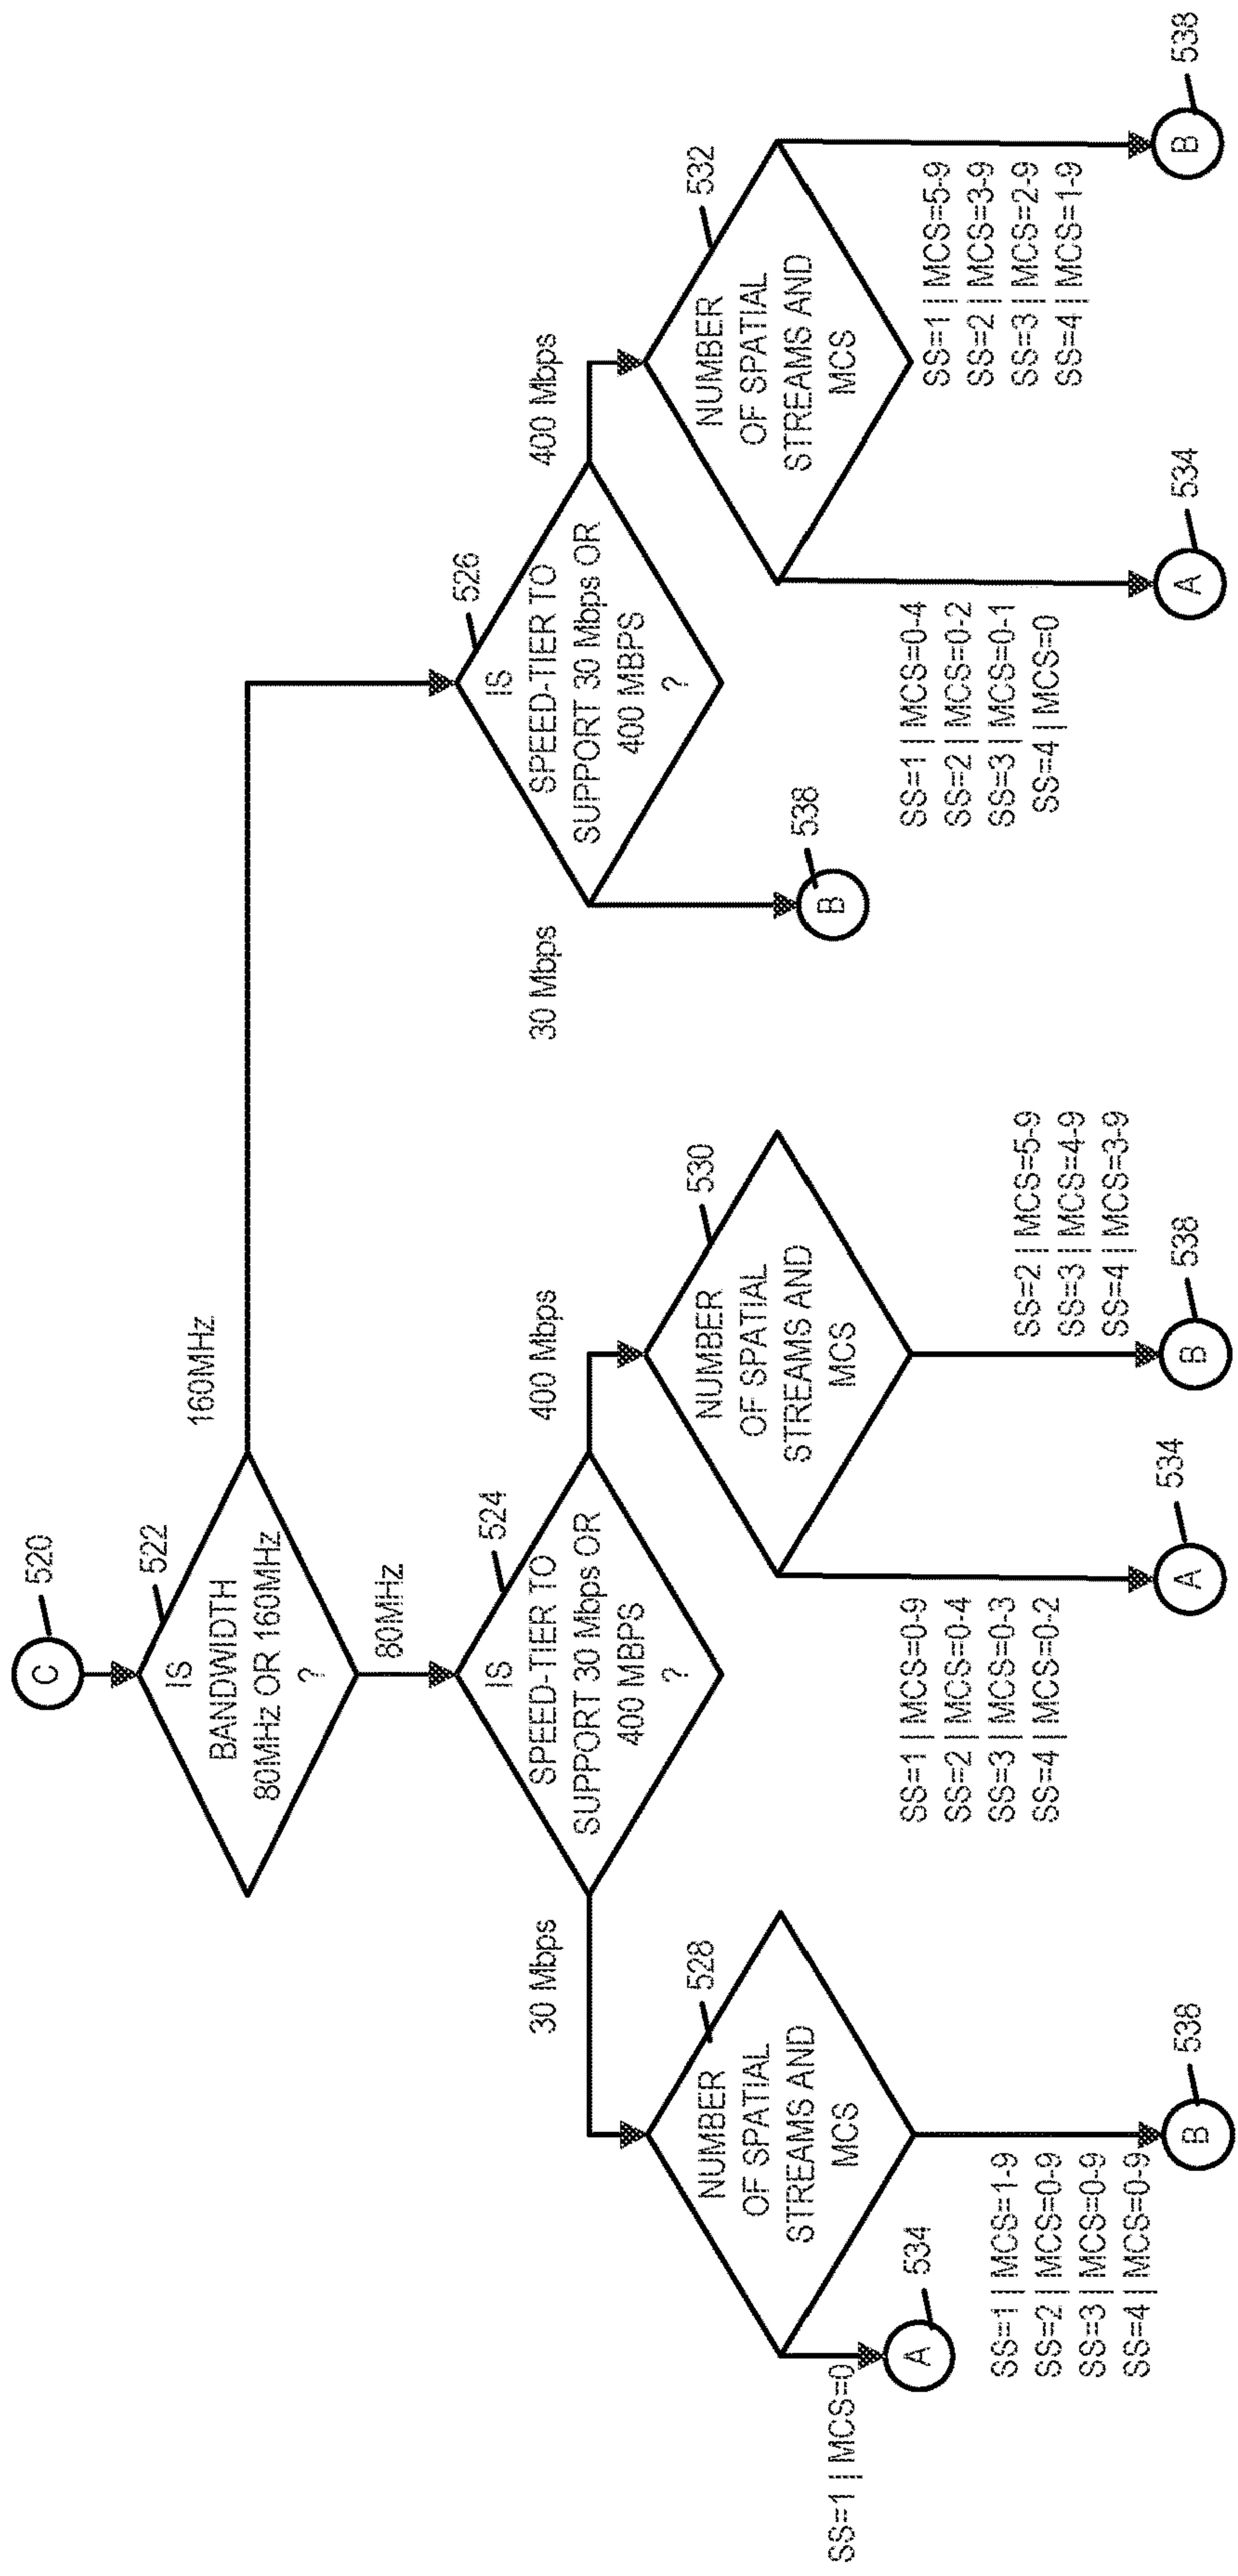 C
520
IS
BANDWIDTH
80MHz OR 160MHz
?
522
160MHz
80MHz
IS
SPEED-TIER TO
SUPPORT 30 Mbps OR
400 MBPS
?
524
30 Mbps
400 Mbps
IS
SPEED-TIER TO
SUPPORT 30 Mbps OR
400 MBPS
?
526
30 Mbps
400 Mbps
NUMBER
OF SPATIAL
STREAMS AND
MCS
528
NUMBER
OF SPATIAL
STREAMS AND
MCS
530
B
538
NUMBER
OF SPATIAL
STREAMS AND
MCS
532
SS=1 | MCS=0
A
534
SS=1 | MCS=1-9
SS=2 | MCS=0-9
SS=3 | MCS=0-9
SS=4 | MCS=0-9
B
538
SS=1 | MCS=0-9
SS=2 | MCS=0-4
SS=3 | MCS=0-3
SS=4 | MCS=0-2
A
534
SS=2 | MCS=5-9
SS=3 | MCS=4-9
SS=4 | MCS=3-9
B
538
SS=1 | MCS=0-4
SS=2 | MCS=0-2
SS=3 | MCS=0-1
SS=4 | MCS=0
A
534
SS=1 | MCS=5-9
SS=2 | MCS=3-9
SS=3 | MCS=2-9
SS=4 | MCS=1-9
B
538